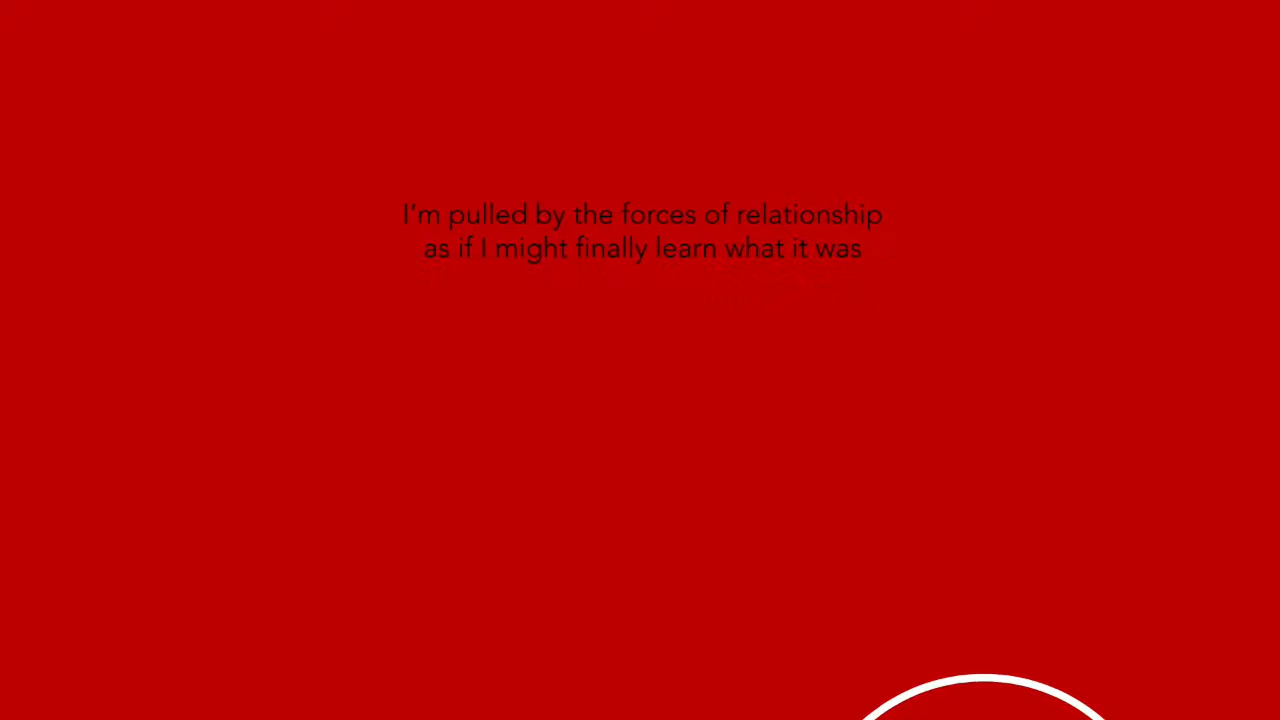 I'm pulled by the forces of relationship
as if I might finally learn what it was